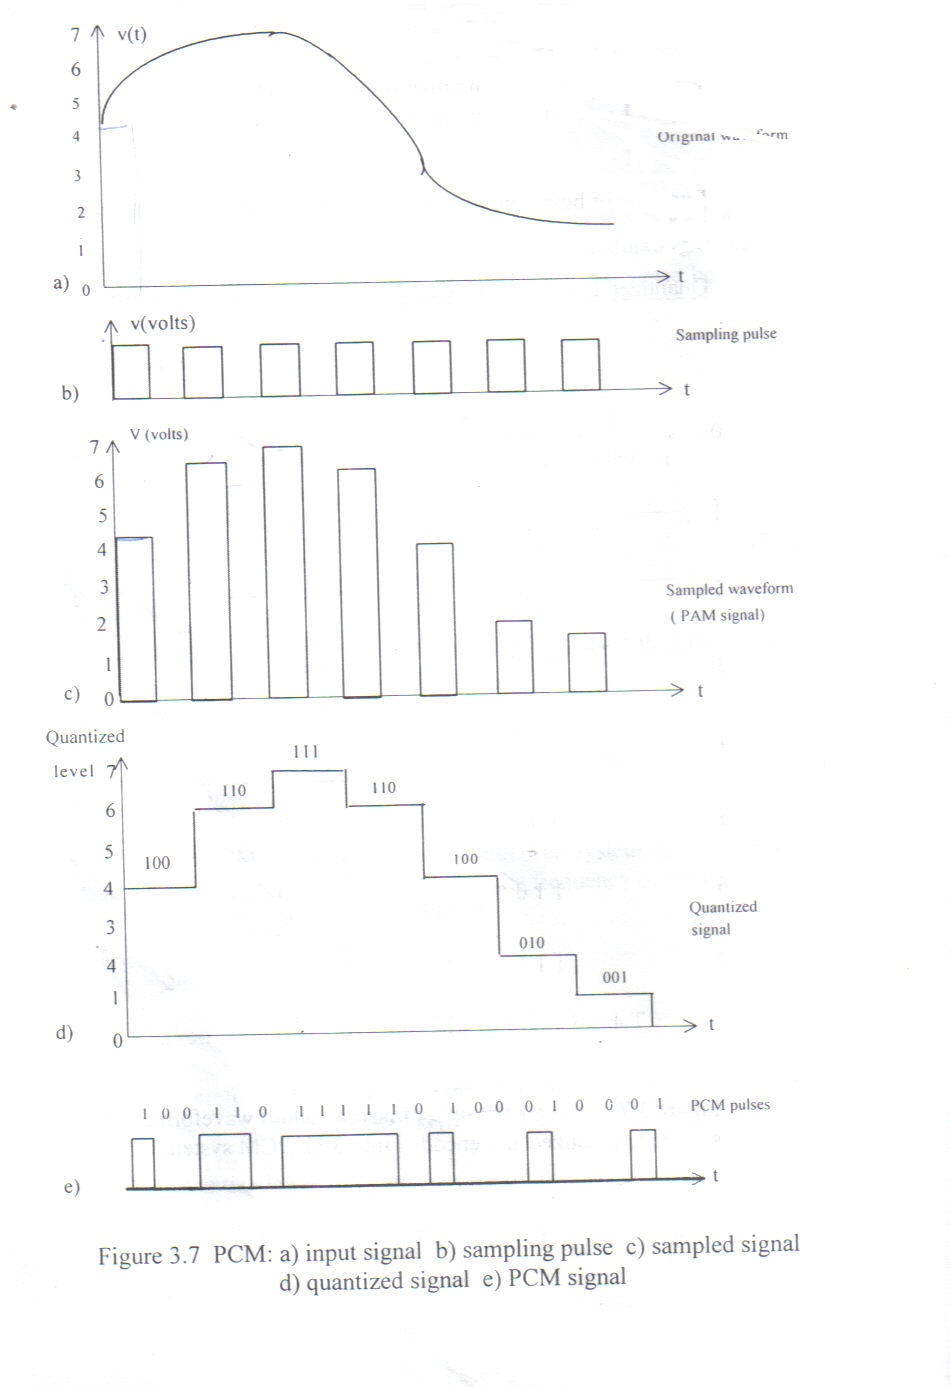 7 v(t)
6
5
4
Original
3
2
1
a) 0 t
v(volts)
Sampling pulse
b) t
V (volts)
7
6
5
4
3
Sampled waveform
2 ( PAM signal)
1
c) 0 t
Quantized
111
level 7
110 110
6
5
100 100
4
Quantized
3
signal
010
4
001
1
d) 0 t
1 0 0 1 1 0 1 1 1 1 1 0 1 0 0 0 1 0 0 0 1 PCM pulses
e) t
Figure 3.7 PCM: a) input signal b) sampling pulse c) sampled signal
d) quantized signal e) PCM signal